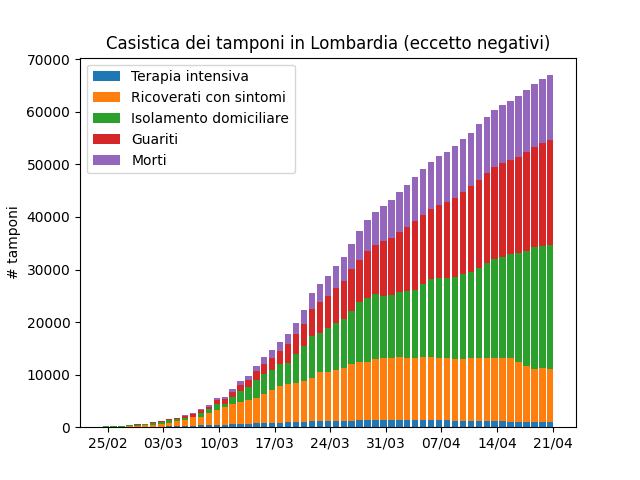 Casistica dei tamponi in Lombardia (eccetto negativi)
70000
60000
50000
40000
30000
20000
10000
0
# tamponi
Terapia intensiva
Ricoverati con sintomi
Isolamento domiciliare
Guariti
Morti
25/02 03/03 10/03 17/03 24/03 31/03 07/04 14/04 21/04